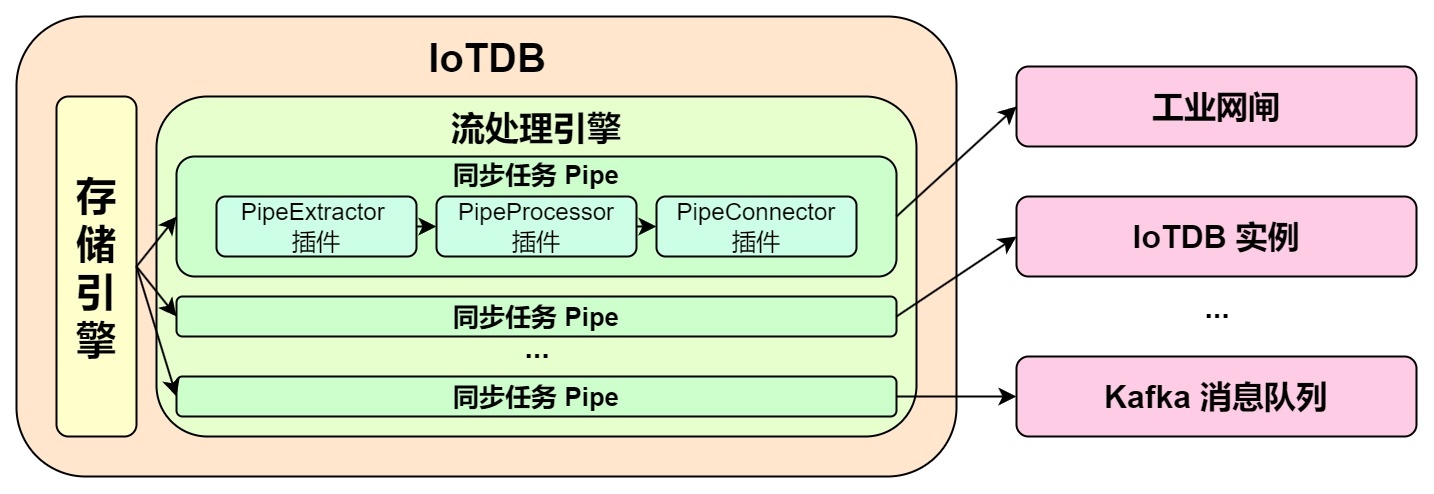 IoTDB
存
储
引
擎
流处理引擎
同步任务 Pipe
PipeExtractor
插件
PipeProcessor
插件
PipeConnector
插件
同步任务 Pipe
...
同步任务 Pipe
工业网闸
IoTDB 实例
...
Kafka 消息队列